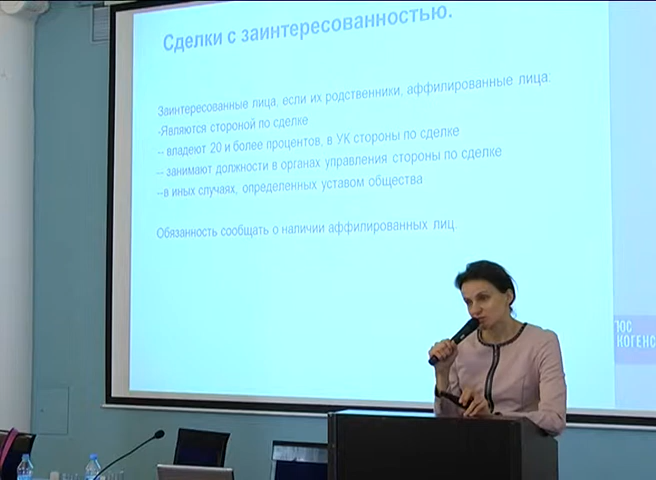 Сделки с заинтересованностью.
Заинтересованные лица, если их родственники, аффилированные лица:
-Являются стороной по сделке
-- владеют 20 и более процентов, в УК стороны по сделке
-- занимают должности в органах управления стороны по сделке
--в иных случаях, определенных уставом общества
Обязанность сообщать о наличии аффилированных лиц.
ЮС
КОГЕНС